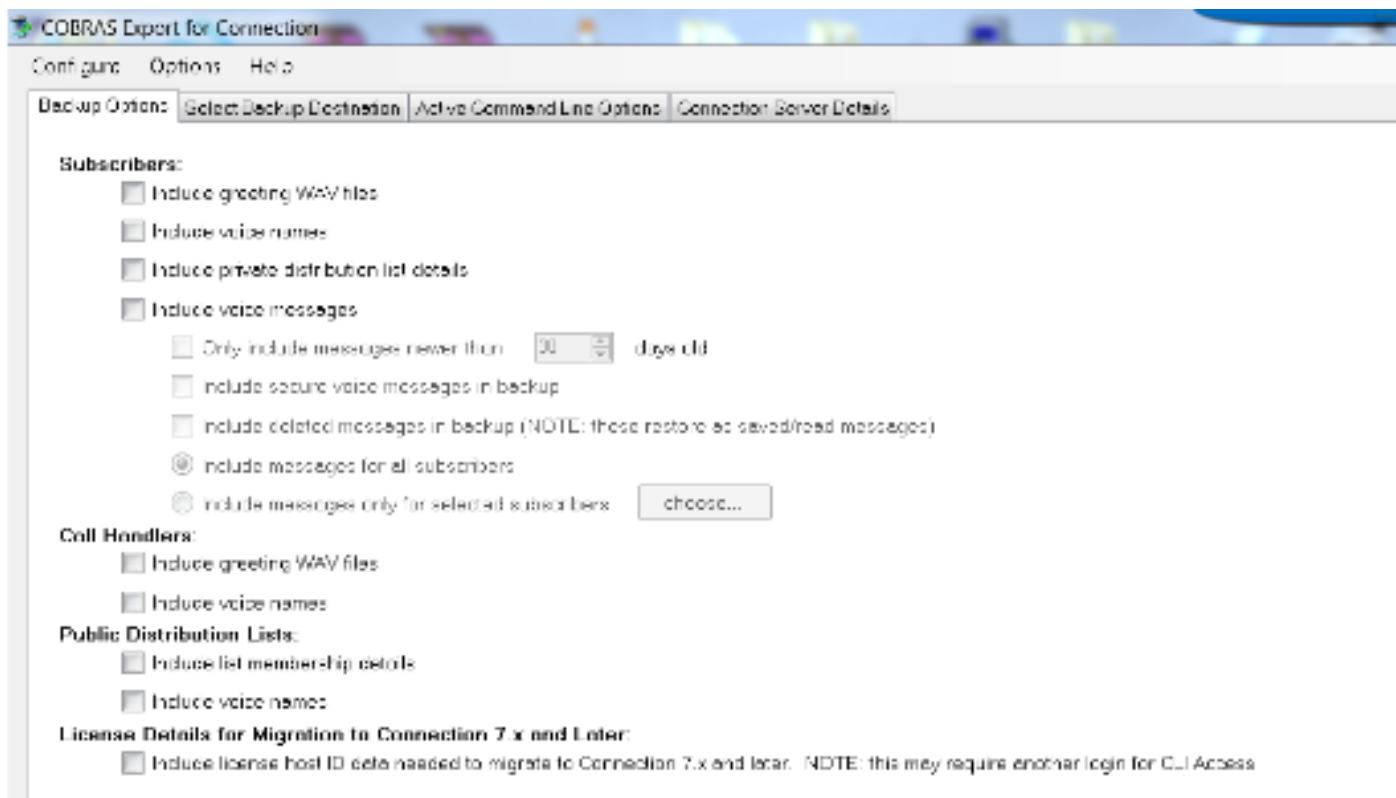 COBRAS Export for Connection
Configure Options Help
Backup Options Select Backup Destination Active Command Line Options Connection Server Details
Subscribers:
Include greeting WAV files
Include voice names
Include private distribution list details
Include voice messages
Only include messages newer than 30 days old
Include secure voice messages in backup
Include deleted messages in backup (NOTE: these restore as saved/read messages)
Include messages for all subscribers
Include messages only for selected subscribers choose...
Call Handlers:
Include greeting WAV files
Include voice names
Public Distribution Lists:
Include list membership details
Include voice names
License Details for Migration to Connection 7.x and Later:
Include license host ID data needed to migrate to Connection 7.x and later. NOTE: this may require another login for CLI Access